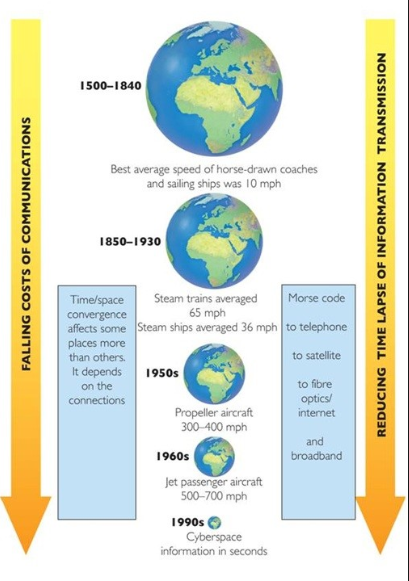 FALLING COSTS OF COMMUNICATIONS
REDUCING TIME LAPSE OF INFORMATION TRANSMISSION
1500–1840
Best average speed of horse-drawn coaches
and sailing ships was 10 mph
1850–1930
Steam trains averaged
65 mph
Steam ships averaged 36 mph
Time/space
convergence
affects some
places more
than others.
It depends
on the
connections
Morse code
to telephone
to satellite
to fibre
optics/
internet
and
broadband
1950s
Propeller aircraft
300–400 mph
1960s
Jet passenger aircraft
500–700 mph
1990s
Cyberspace
information in seconds